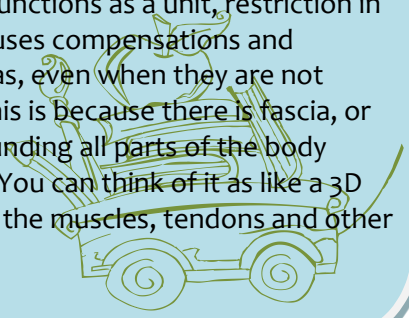 functions as a unit, restriction in
uses compensations and
as, even when they are not
his is because there is fascia, or
unding all parts of the body
You can think of it as like a 3D
the muscles, tendons and other